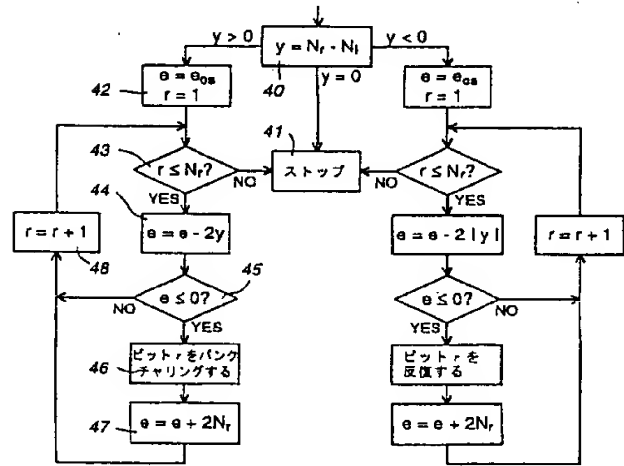 y > 0
y = Nr - Ni
y < 0
40
y = 0
42
e = eos
r = 1
e = eos
r = 1
41
ストップ
43
r ≤ Nr?
NO
YES
r ≤ Nr?
NO
YES
44
e = e - 2y
e = e - 2 | y |
r = r + 1
48
r = r + 1
45
e ≤ 0?
NO
YES
e ≤ 0?
NO
YES
46
ビット r をパンク
チャリングする
ビット r を
反復する
47
e = e + 2Nr
e = e + 2Nr